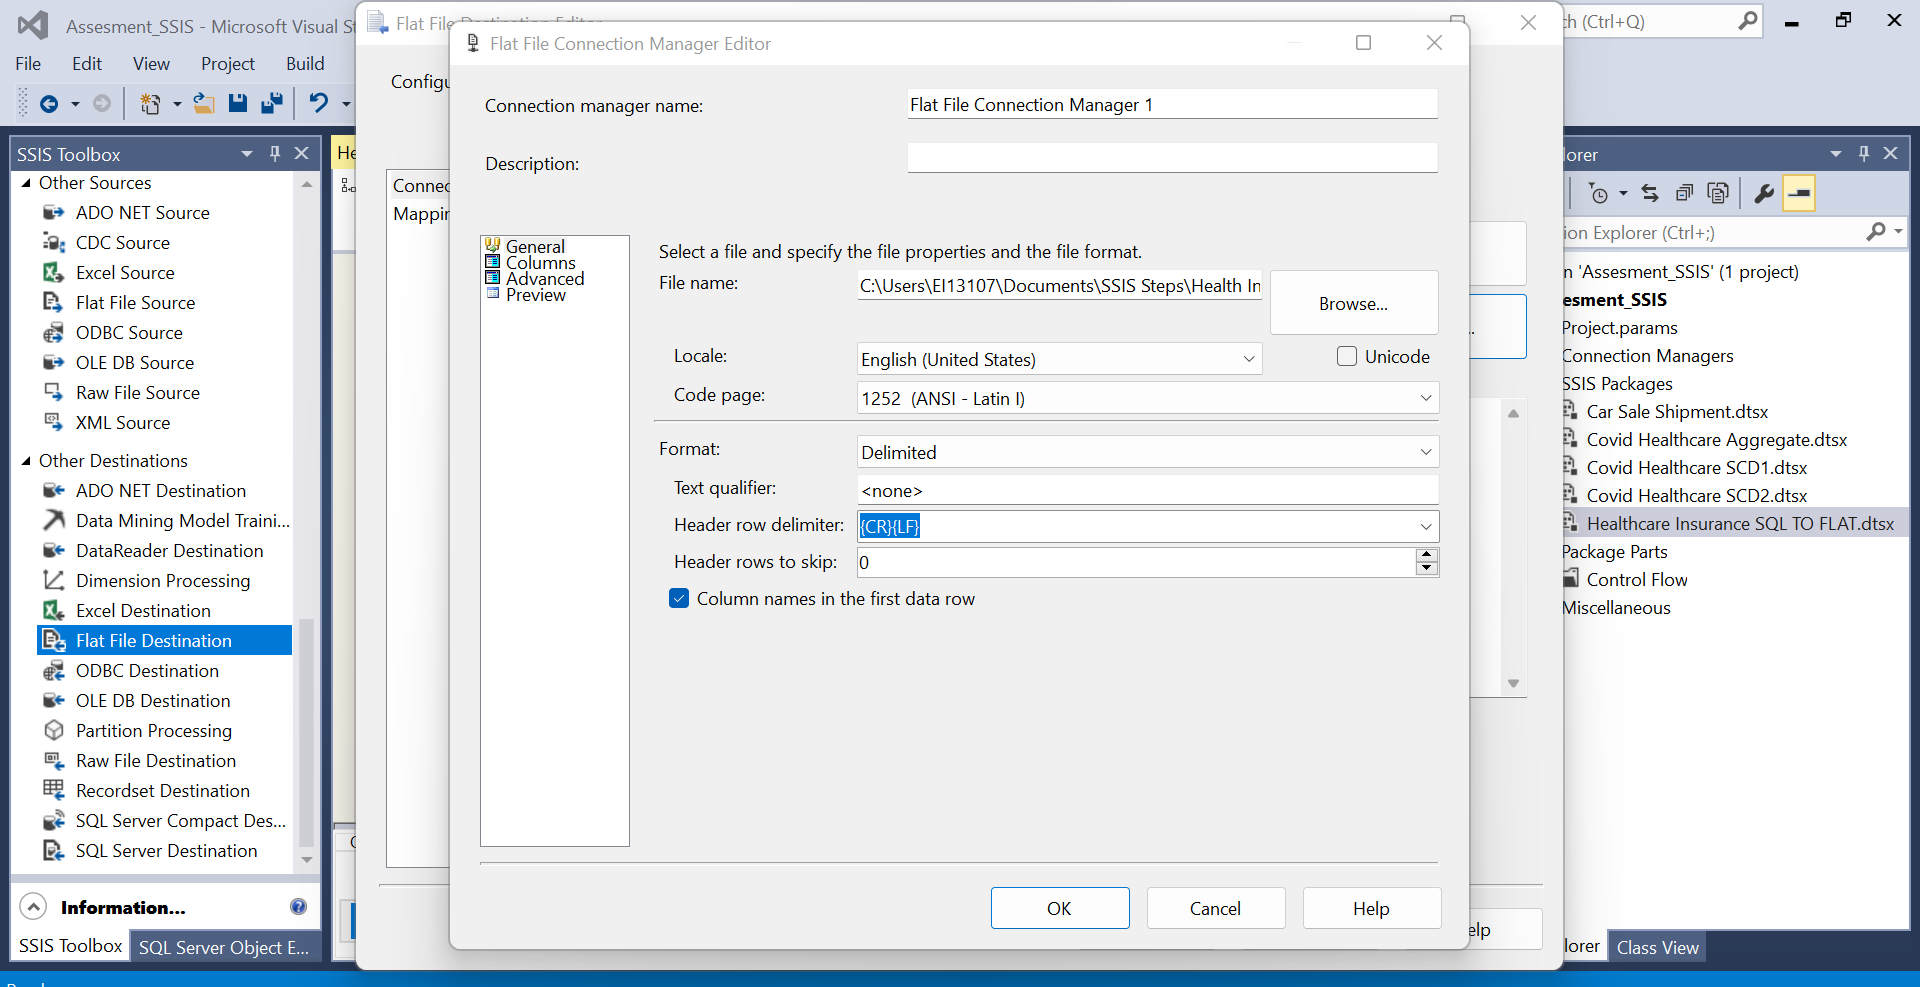 Assesment_SSIS - Microsoft Visual St
Flat File Destination Editor
ch (Ctrl+Q)
File Edit View Project Build
Flat File Connection Manager Editor
Configu
Connection manager name: Flat File Connection Manager 1
Description:
SSIS Toolbox
He
Connec
Mappin
General
Columns
Advanced
Preview
Select a file and specify the file properties and the file format.
File name: C:\Users\EI13107\Documents\SSIS Steps\Health In
Browse...
Locale: English (United States)
Unicode
Code page: 1252 (ANSI - Latin I)
Format: Delimited
Text qualifier: <none>
Header row delimiter: {CR}{LF}
Header rows to skip: 0
Column names in the first data row
OK Cancel Help
elp
Other Sources
ADO NET Source
CDC Source
Excel Source
Flat File Source
ODBC Source
OLE DB Source
Raw File Source
XML Source
Other Destinations
ADO NET Destination
Data Mining Model Traini...
DataReader Destination
Dimension Processing
Excel Destination
Flat File Destination
ODBC Destination
OLE DB Destination
Partition Processing
Raw File Destination
Recordset Destination
SQL Server Compact Des...
SQL Server Destination
Information...
SSIS Toolbox SQL Server Object E...
lorer
ion Explorer (Ctrl+;)
n 'Assesment_SSIS' (1 project)
esment_SSIS
Project.params
Connection Managers
SSIS Packages
Car Sale Shipment.dtsx
Covid Healthcare Aggregate.dtsx
Covid Healthcare SCD1.dtsx
Covid Healthcare SCD2.dtsx
Healthcare Insurance SQL TO FLAT.dtsx
Package Parts
Control Flow
Miscellaneous
lorer Class View